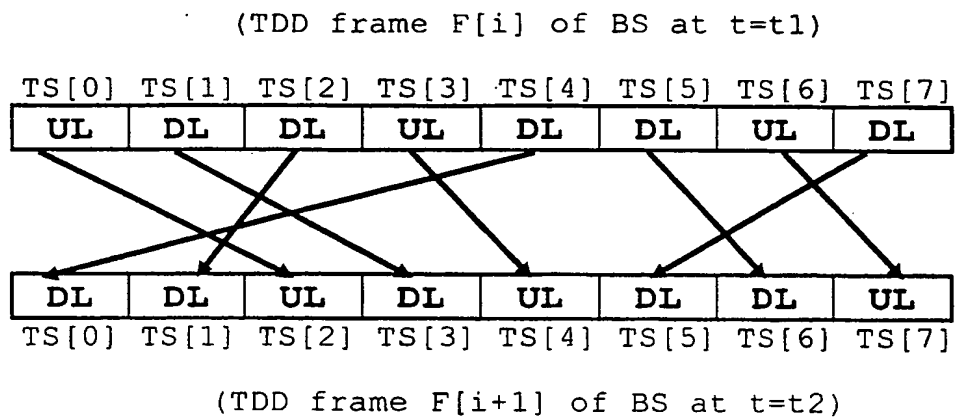 (TDD frame F[i] of BS at t=t1)
TS[0] TS[1] TS[2] TS[3] TS[4] TS[5] TS[6] TS[7]
UL DL DL UL DL DL UL DL
DL DL UL DL UL DL DL UL
TS[0] TS[1] TS[2] TS[3] TS[4] TS[5] TS[6] TS[7]
(TDD frame F[i+1] of BS at t=t2)